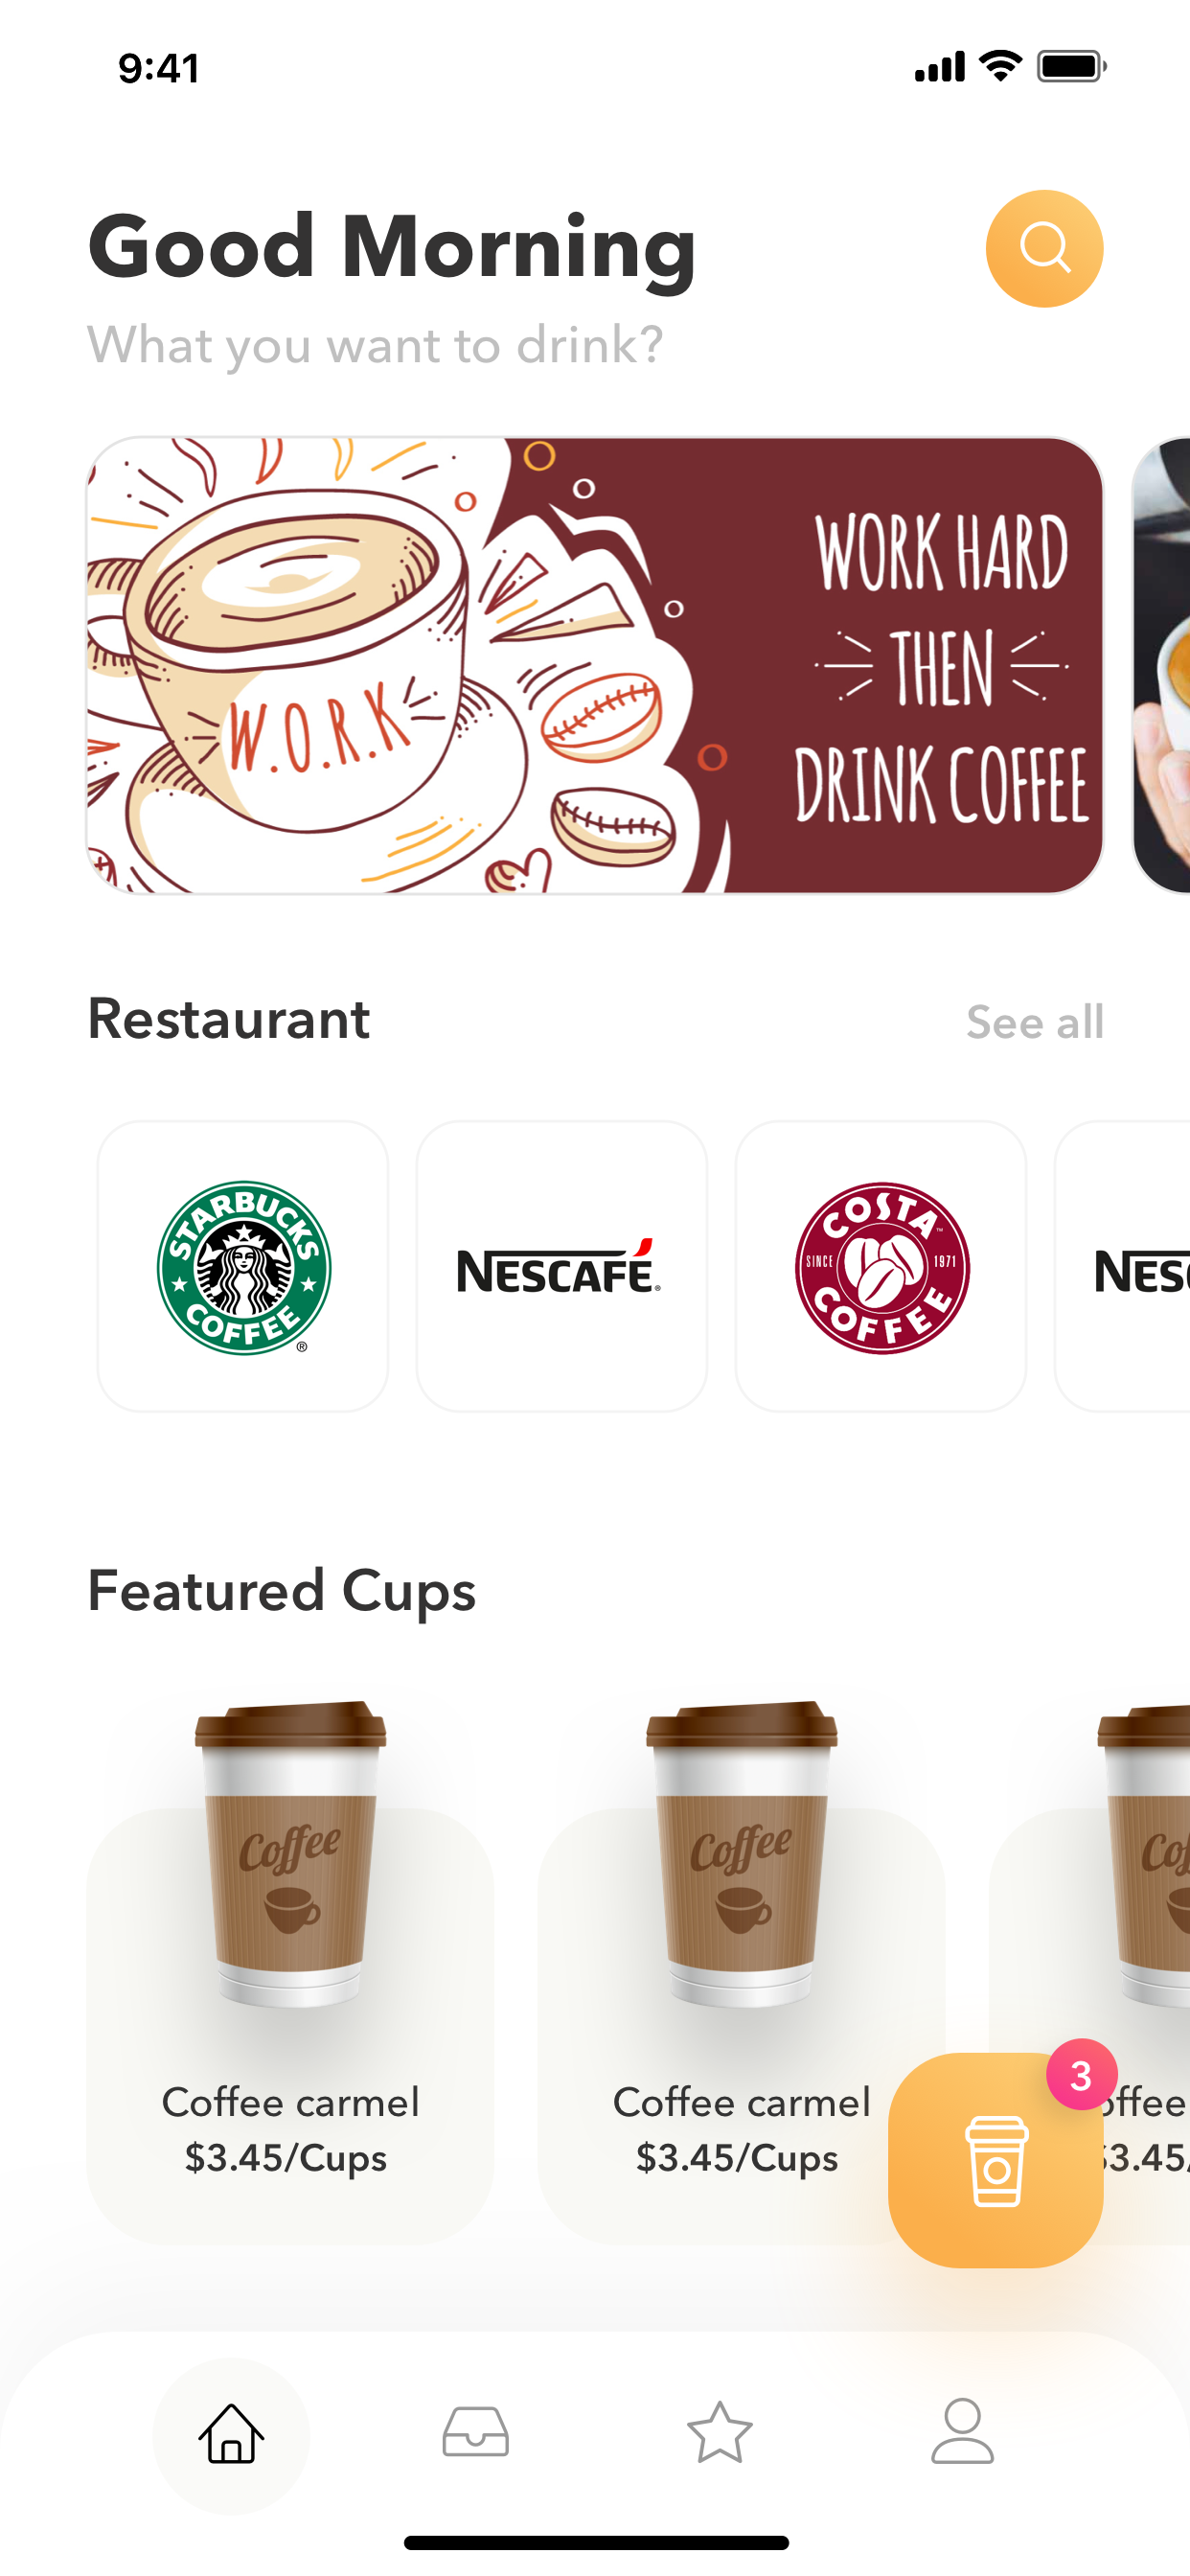 9:41
Good Morning
What you want to drink?
WORK HARD
THEN
DRINK COFFEE
W.O.R.K
Restaurant
See all
STARBUCKS
COFFEE
®
NESCAFÉ®
COSTA™
SINCE 1971
COFFEE
NESC
Featured Cups
Coffee
Coffee
Cof
3
Coffee carmel
Coffee carmel
offee
$3.45/Cups
$3.45/Cups
$3.45/